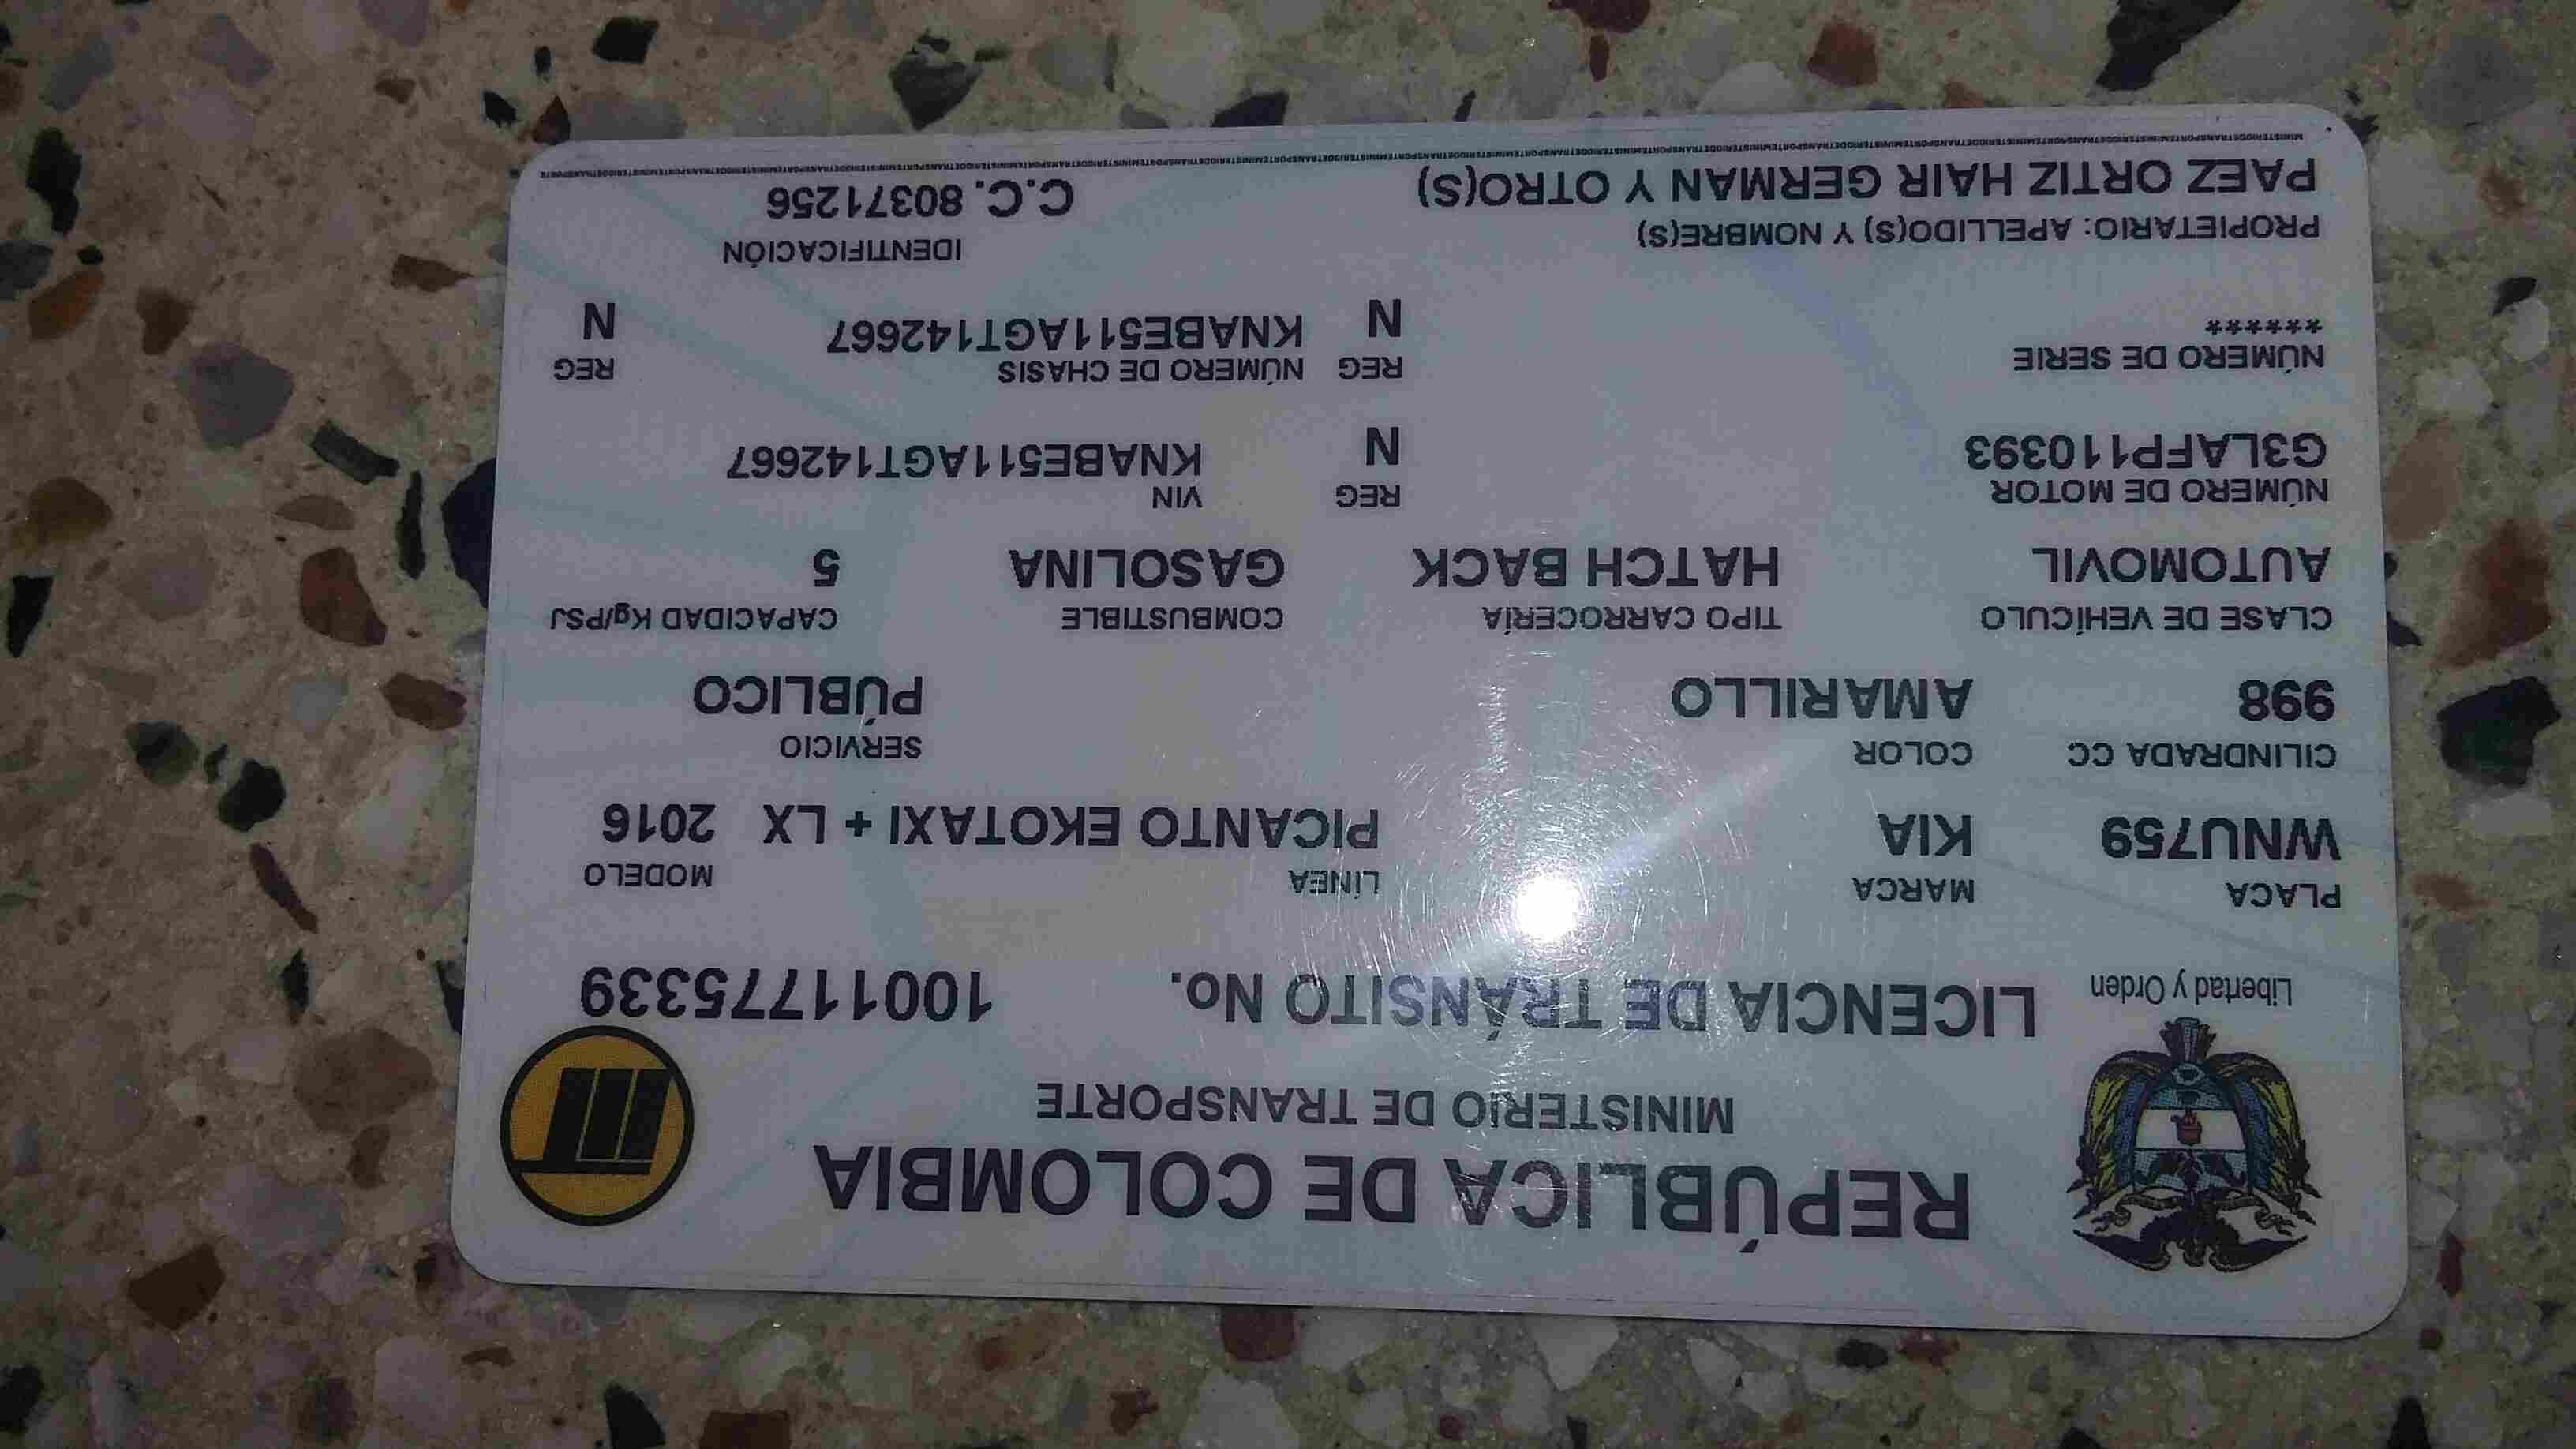 REPÚBLICA DE COLOMBIA
MINISTERIO DE TRANSPORTE
Libertad y Orden
LICENCIA DE TRÁNSITO No. 10011775339
PLACA MARCA LÍNEA MODELO
WNU759 KIA PICANTO EKOTAXI + LX 2016
CILINDRADA CC COLOR SERVICIO
998 AMARILLO PÚBLICO
CLASE DE VEHÍCULO TIPO CARROCERÍA COMBUSTIBLE CAPACIDAD Kg/PSJ
AUTOMOVIL HATCH BACK GASOLINA 5
NÚMERO DE MOTOR REG VIN
G3LAFP110393 N KNABE511AGT142667
NÚMERO DE SERIE REG NÚMERO DE CHASIS REG
******* N KNABE511AGT142667 N
PROPIETARIO: APELLIDO(S) Y NOMBRE(S) IDENTIFICACIÓN
PAEZ ORTIZ HAIR GERMAN Y OTRO(S) C.C. 80371256